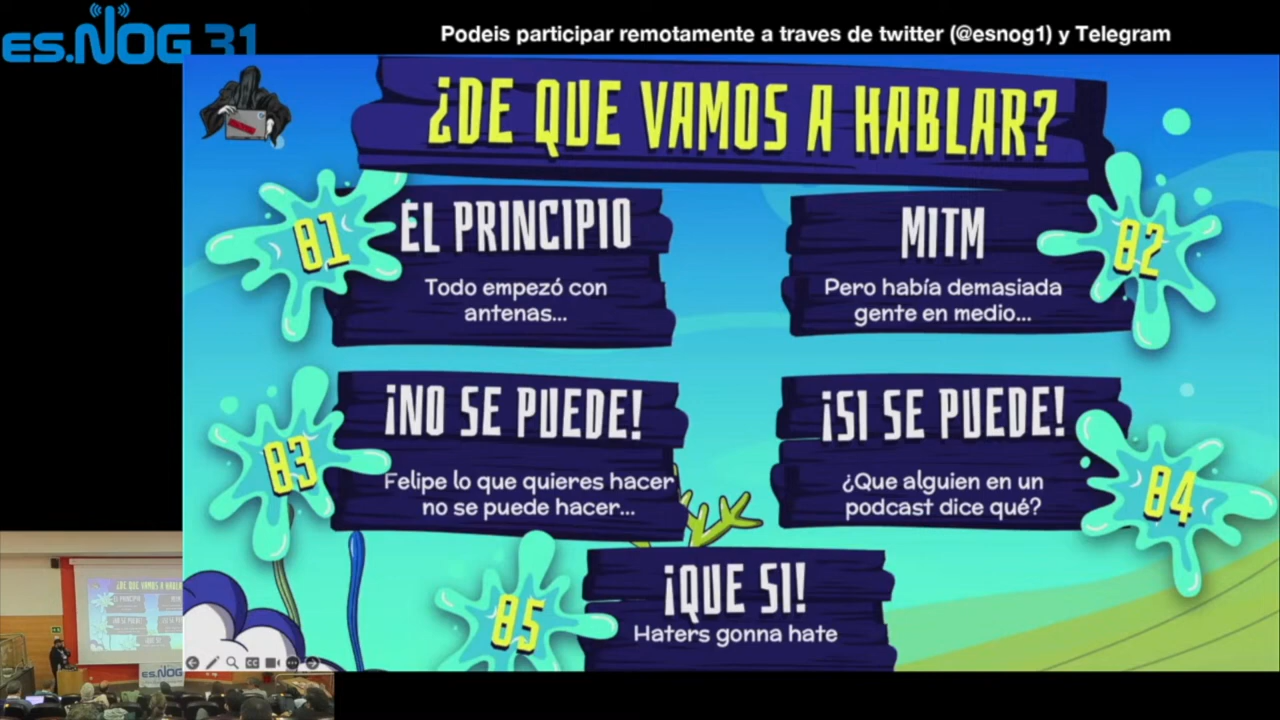 es.NOG 31
Podeis participar remotamente a traves de twitter (@esnog1) y Telegram
¿DE QUE VAMOS A HABLAR?
01
EL PRINCIPIO
Todo empezó con
antenas...
MITM
02
Pero había demasiada
gente en medio...
03
¡NO SE PUEDE!
Felipe lo que quieres hacer
no se puede hacer...
¡SI SE PUEDE!
04
¿Que alguien en un
podcast dice qué?
05
¡QUE SI!
Haters gonna hate
CC
es.NOG